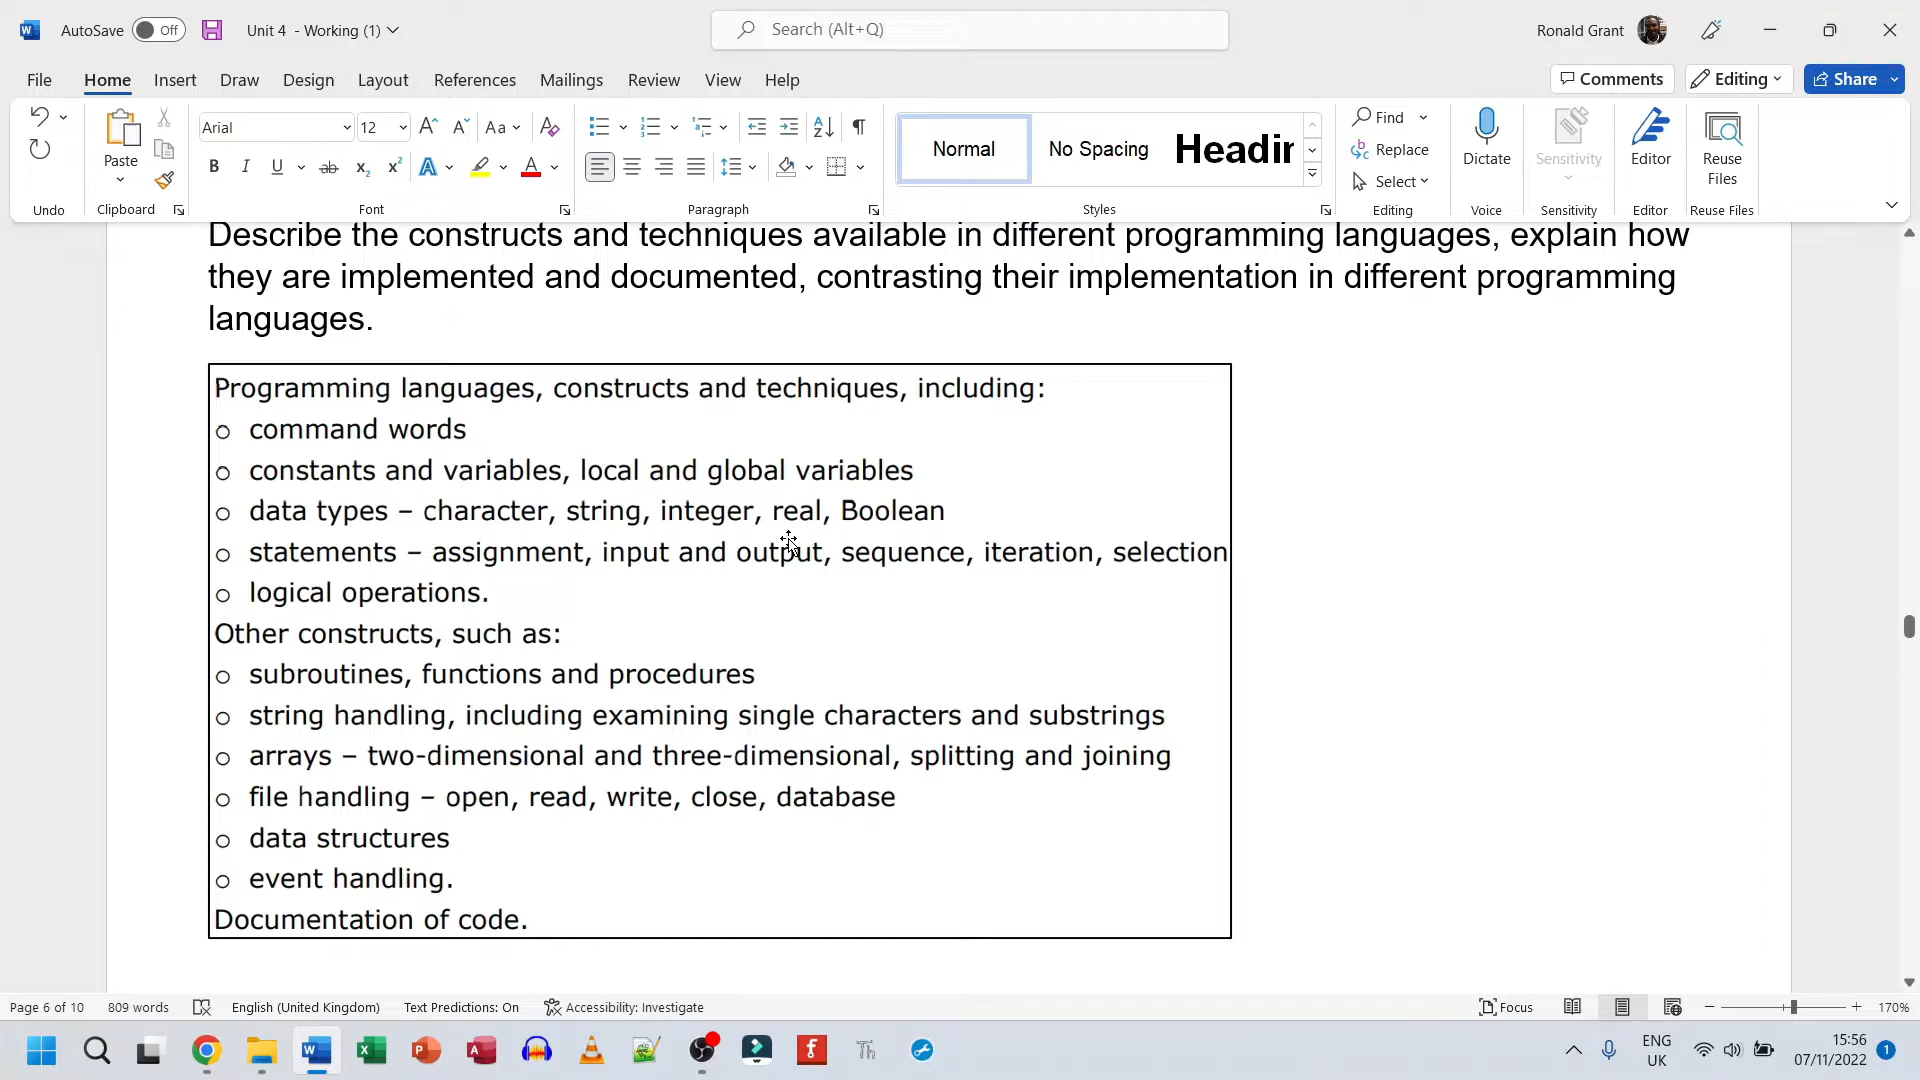 AutoSave Off Unit 4 - Working (1) Search (Alt+Q) Ronald Grant
File Home Insert Draw Design Layout References Mailings Review View Help Comments Editing Share
Arial 12 Aa Find
Paste Normal No Spacing Headir Replace Dictate Sensitivity Editor Reuse Files
B I U ab x₂ x² A A Select
Undo Clipboard Font Paragraph Styles Editing Voice Sensitivity Editor Reuse Files
Describe the constructs and techniques available in different programming languages, explain how
they are implemented and documented, contrasting their implementation in different programming
languages.
Programming languages, constructs and techniques, including:
o command words
o constants and variables, local and global variables
o data types – character, string, integer, real, Boolean
o statements – assignment, input and output, sequence, iteration, selection
o logical operations.
Other constructs, such as:
o subroutines, functions and procedures
o string handling, including examining single characters and substrings
o arrays – two-dimensional and three-dimensional, splitting and joining
o file handling – open, read, write, close, database
o data structures
o event handling.
Documentation of code.
Page 6 of 10 809 words English (United Kingdom) Text Predictions: On Accessibility: Investigate Focus 170%
ENG 15:56
UK 07/11/2022 1